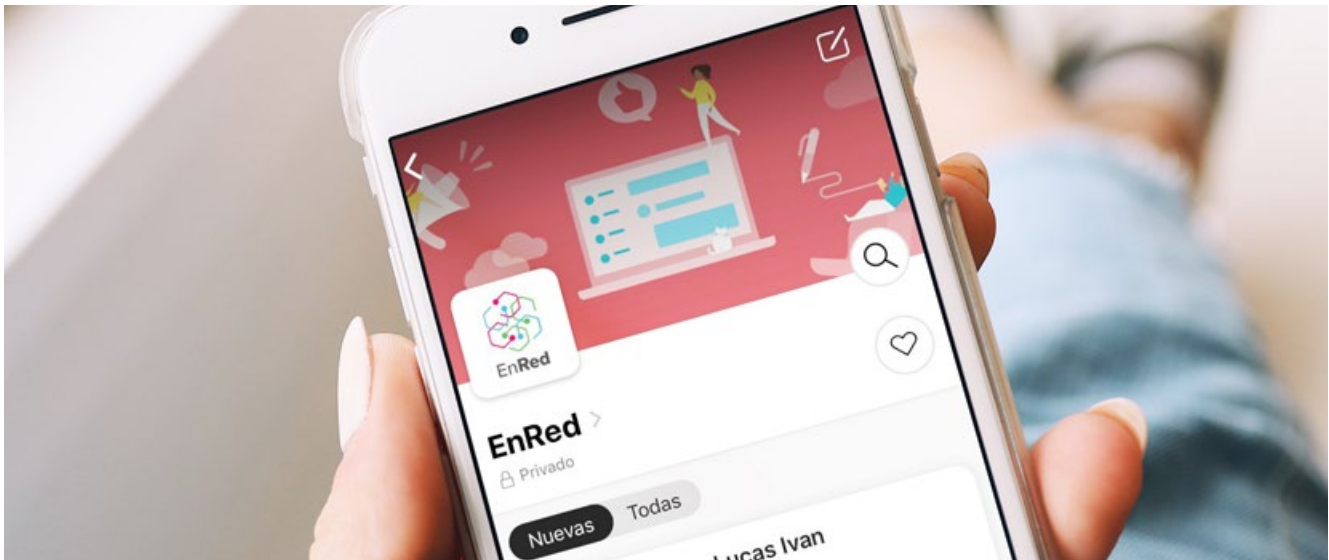 EnRed
EnRed
Privado
Nuevas
Todas
Lucas Ivan